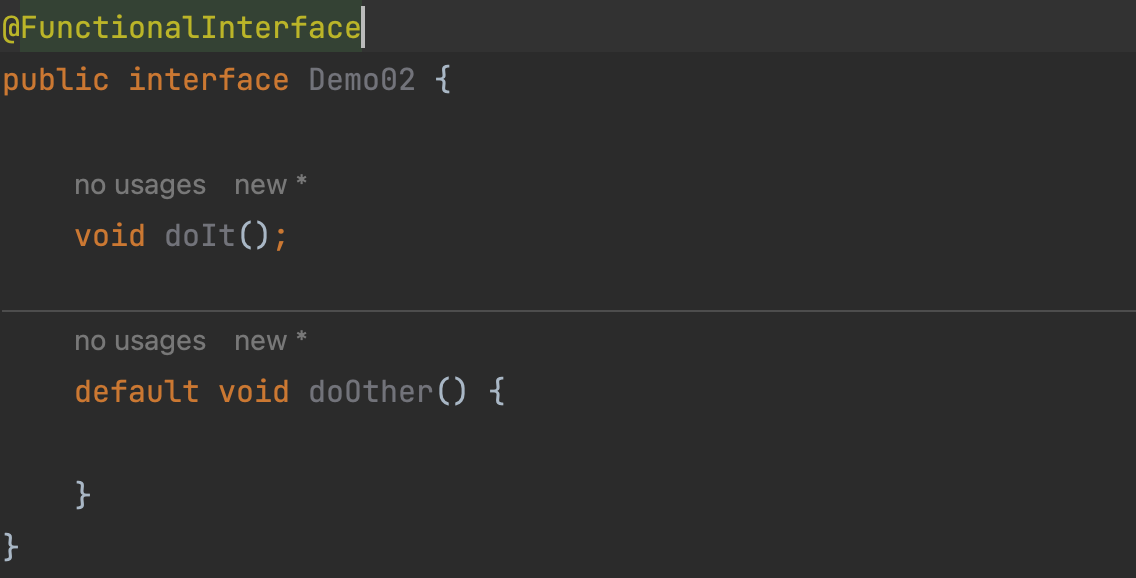 @FunctionalInterface
public interface Demo02 {
no usages new *
void doIt();
no usages new *
default void doOther() {
}
}